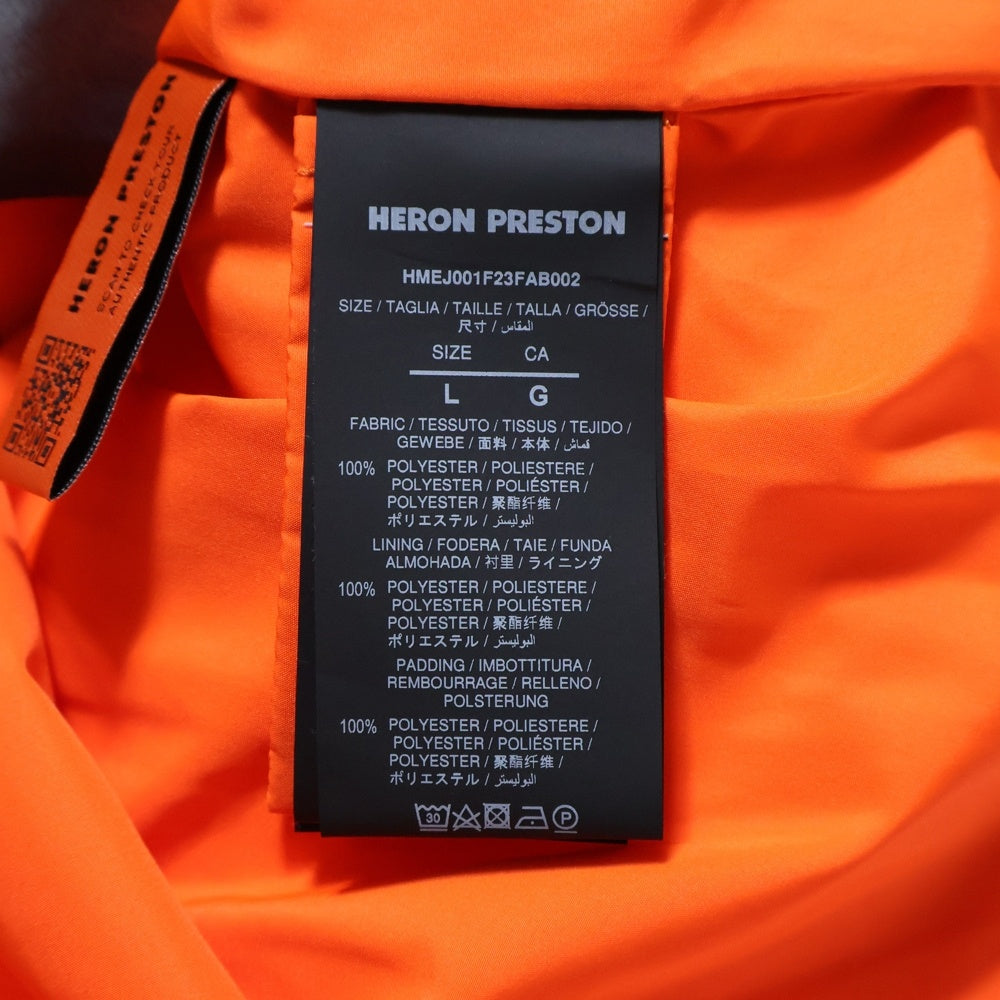 HERON PRESTON
SCAN TO CHECK YOUR
AUTHENTIC PRODUCT
HERON PRESTON
HMEJ001F23FAB002
SIZE / TAGLIA / TAILLE / TALLA / GRÖSSE /
尺寸 / المقاس
SIZE CA
L G
FABRIC / TESSUTO / TISSUS / TEJIDO /
GEWEBE / 面料 / 本体 / قماش
100% POLYESTER / POLIESTERE /
POLYESTER / POLIÉSTER /
POLYESTER / 聚酯纤维 /
ポリエステル / البوليستر
LINING / FODERA / TAIE / FUNDA
ALMOHADA / 衬里 / ライニング
100% POLYESTER / POLIESTERE /
POLYESTER / POLIÉSTER /
POLYESTER / 聚酯纤维 /
ポリエステル / البوليستر
PADDING / IMBOTTITURA /
REMBOURRAGE / RELLENO /
POLSTERUNG
100% POLYESTER / POLIESTERE /
POLYESTER / POLIÉSTER /
POLYESTER / 聚酯纤维 /
ポリエステル / البوليستر
30 P